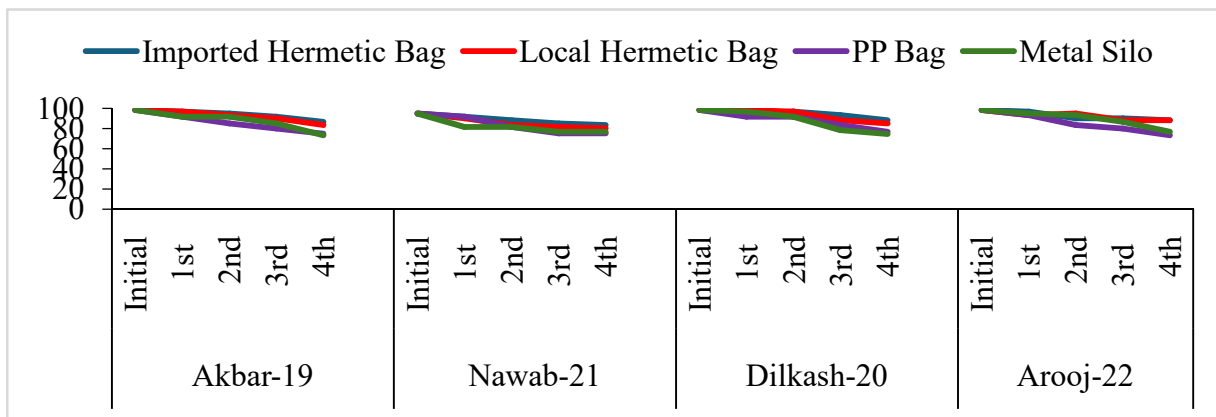 Imported Hermetic Bag Local Hermetic Bag PP Bag Metal Silo
100
80
60
40
20
0
Initial 1st 2nd 3rd 4th Initial 1st 2nd 3rd 4th Initial 1st 2nd 3rd 4th Initial 1st 2nd 3rd 4th
Akbar-19 Nawab-21 Dilkash-20 Arooj-22